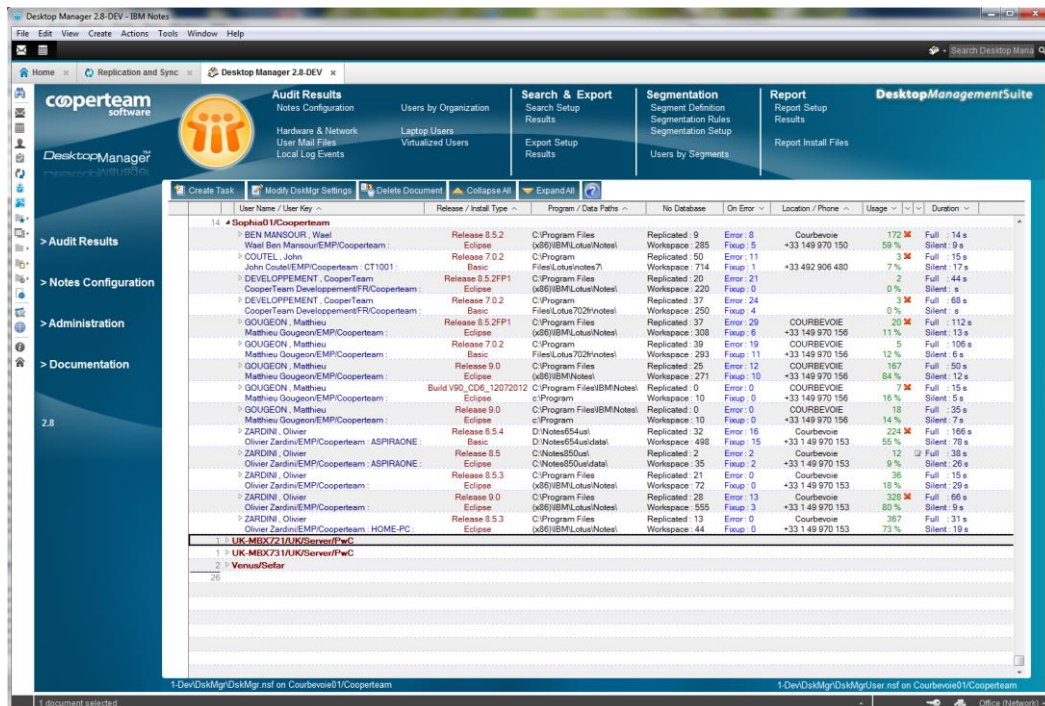 Desktop Manager 2.8-DEV - IBM Notes
File Edit View Create Actions Tools Window Help
Search Desktop Mana
Home Replication and Sync Desktop Manager 2.8-DEV
cooperteam software
DesktopManager™
Audit Results
Notes Configuration Users by Organization
Hardware & Network Laptop Users
User Mail Files Virtualized Users
Local Log Events
Search & Export
Search Setup
Results
Export Setup
Results
Segmentation
Segment Definition
Segmentation Rules
Segmentation Setup
Users by Segments
Report
Report Setup
Results
Report Install Files
DesktopManagementSuite
Create Task Modify DskMgr Settings Delete Document Collapse All Expand All
> Audit Results
> Notes Configuration
> Administration
> Documentation
2.8
User Name / User Key Release / Install Type Program / Data Paths No Database On Error Location / Phone Usage Duration
14 Sophia01/Cooperteam
BEN MANSOUR , Wael Release 8.5.2 C:\Program Files Replicated : 9 Error : 8 Courbevoie 172 Full : 14 s
Wael Ben Mansour/EMP/Cooperteam : Eclipse (x86)\IBM\Lotus\Notes\ Workspace : 285 Fixup : 5 +33 149 970 150 59 % Silent : 9 s
COUTEL , John Release 7.0.2 C:\Program Replicated : 50 Error : 11 3 Full : 15 s
John Coutel/EMP/Cooperteam : CT1001 : Basic Files\Lotus\notes7\ Workspace : 714 Fixup : 1 +33 492 906 480 7 % Silent : 17 s
DEVELOPPEMENT , CooperTeam Release 8.5.2FP1 C:\Program Files Replicated : 20 Error : 21 2 Full : 44 s
CooperTeam Developpement/FR/Cooperteam : Eclipse (x86)\IBM\Lotus\Notes\ Workspace : 220 Fixup : 0 0 % Silent : s
DEVELOPPEMENT , CooperTeam Release 7.0.2 C:\Program Replicated : 37 Error : 24 3 Full : 68 s
CooperTeam Developpement/FR/Cooperteam : Basic Files\Lotus702fr\notes\ Workspace : 250 Fixup : 4 0 % Silent : s
GOUGEON , Matthieu Release 8.5.2FP1 C:\Program Files Replicated : 37 Error : 29 COURBEVOIE 20 Full : 112 s
Matthieu Gougeon/EMP/Cooperteam : Eclipse (x86)\IBM\Lotus\Notes\ Workspace : 308 Fixup : 6 +33 149 970 156 11 % Silent : 13 s
GOUGEON , Matthieu Release 7.0.2 C:\Program Replicated : 39 Error : 19 COURBEVOIE 5 Full : 106 s
Matthieu Gougeon/EMP/Cooperteam : Basic Files\Lotus702fr\notes\ Workspace : 293 Fixup : 11 +33 149 970 156 12 % Silent : 6 s
GOUGEON , Matthieu Release 9.0 C:\Program Files Replicated : 25 Error : 12 COURBEVOIE 167 Full : 50 s
Matthieu Gougeon/EMP/Cooperteam : Eclipse (x86)\IBM\Notes\ Workspace : 271 Fixup : 10 +33 149 970 156 84 % Silent : 12 s
GOUGEON , Matthieu Build V90_CD6_12072012 C:\Program Files\IBM\Notes\ Replicated : 0 Error : 0 COURBEVOIE 7 Full : 15 s
Matthieu Gougeon/EMP/Cooperteam : Eclipse c:\Program Workspace : 10 Fixup : 0 +33 149 970 156 16 % Silent : 5 s
GOUGEON , Matthieu Release 9.0 C:\Program Files\IBM\Notes\ Replicated : 0 Error : 0 COURBEVOIE 18 Full : 35 s
Matthieu Gougeon/EMP/Cooperteam : Eclipse c:\Program Workspace : 10 Fixup : 0 +33 149 970 156 14 % Silent : 7 s
ZARDINI , Olivier Release 6.5.4 D:\Notes654us\ Replicated : 32 Error : 16 Courbevoie 224 Full : 166 s
Olivier Zardini/EMP/Cooperteam : ASPIRAONE : Basic D:\Notes654us\data\ Workspace : 498 Fixup : 15 +33 1 49 970 153 55 % Silent : 78 s
ZARDINI , Olivier Release 8.5 C:\Notes850us\ Replicated : 2 Error : 2 Courbevoie 12 Full : 38 s
Olivier Zardini/EMP/Cooperteam : ASPIRAONE : Eclipse C:\Notes850us\data\ Workspace : 35 Fixup : 2 +33 1 49 970 153 9 % Silent : 26 s
ZARDINI , Olivier Release 8.5.3 C:\Program Files Replicated : 21 Error : 0 Courbevoie 36 Full : 15 s
Olivier Zardini/EMP/Cooperteam : Eclipse (x86)\IBM\Lotus\Notes\ Workspace : 72 Fixup : 0 +33 1 49 970 153 18 % Silent : 29 s
ZARDINI , Olivier Release 9.0 C:\Program Files Replicated : 28 Error : 13 Courbevoie 328 Full : 66 s
Olivier Zardini/EMP/Cooperteam : Eclipse (x86)\IBM\Lotus\Notes\ Workspace : 555 Fixup : 3 +33 1 49 970 153 80 % Silent : 9 s
ZARDINI , Olivier Release 8.5.3 C:\Program Files Replicated : 13 Error : 0 Courbevoie 367 Full : 31 s
Olivier Zardini/EMP/Cooperteam : HOME-PC : Eclipse (x86)\IBM\Lotus\Notes\ Workspace : 44 Fixup : 0 +33 1 49 970 153 73 % Silent : 19 s
1 UK-MBX721/UK/Server/PwC
1 UK-MBX731/UK/Server/PwC
2 Venus/Sefar
26
1-Dev\DskMgr\DskMgr.nsf on Courbevoie01/Cooperteam 1-Dev\DskMgr\DskMgrUser.nsf on Courbevoie01/Cooperteam
1 document selected Office (Network)